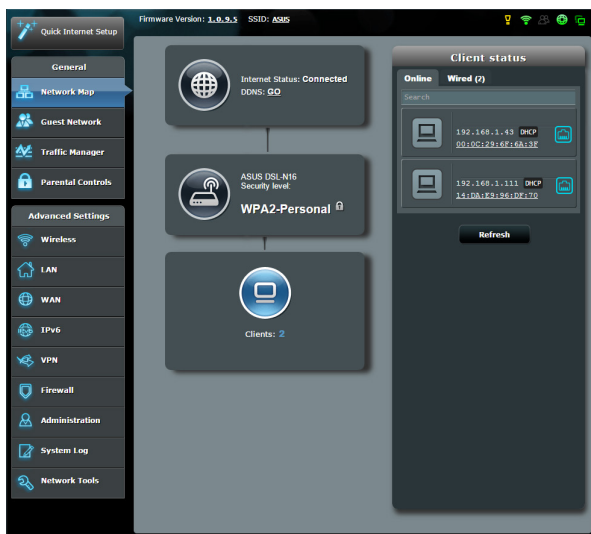 Quick Internet Setup
Firmware Version: 1.0.9.5 SSID: ASUS
General
Network Map
Guest Network
Traffic Manager
Parental Controls
Advanced Settings
Wireless
LAN
WAN
IPv6
VPN
Firewall
Administration
System Log
Network Tools
Internet Status: Connected
DDNS: GO
ASUS DSL-N16
Security level:
WPA2-Personal
Clients: 2
Client status
Online Wired (2)
Search
192.168.1.43 DHCP
00:0C:29:6F:6A:3F
192.168.1.111 DHCP
14:DA:E9:96:DF:70
Refresh